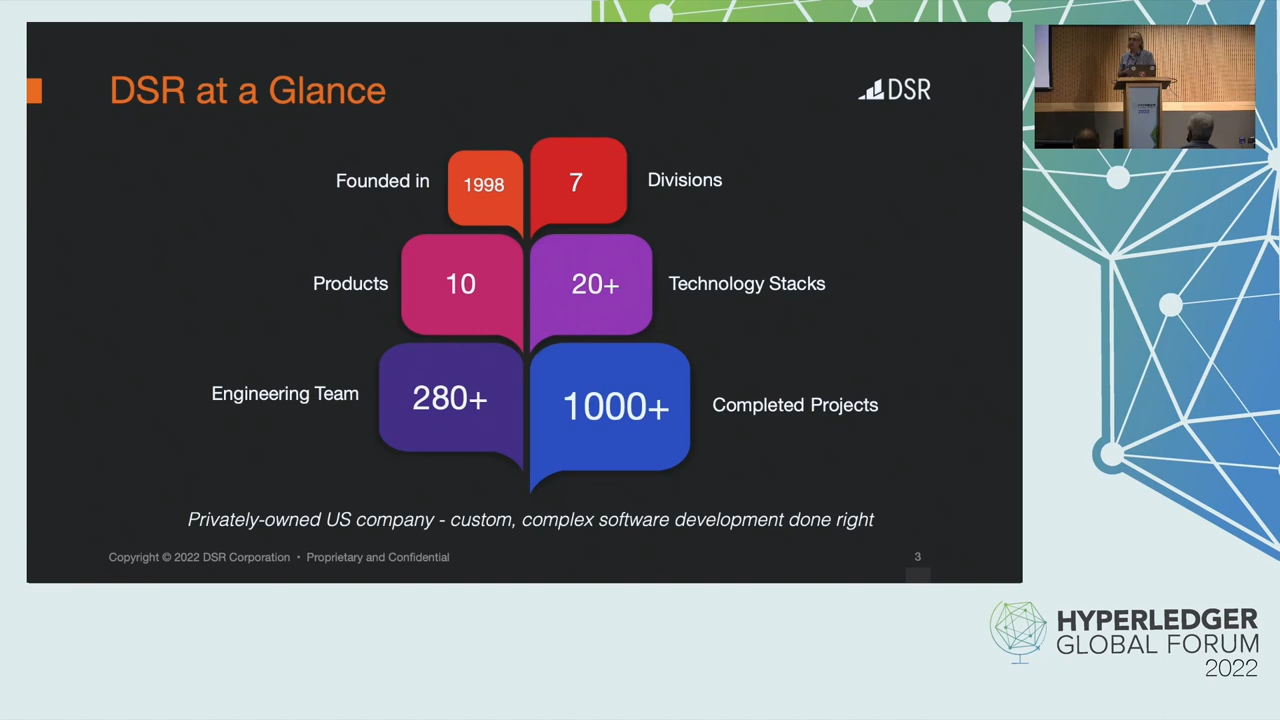 DSR at a Glance
DSR
Founded in
1998
7
Divisions
Products
10
20+
Technology Stacks
Engineering Team
280+
1000+
Completed Projects
Privately-owned US company - custom, complex software development done right
Copyright © 2022 DSR Corporation • Proprietary and Confidential
3
HYPERLEDGER
GLOBAL FORUM
2022